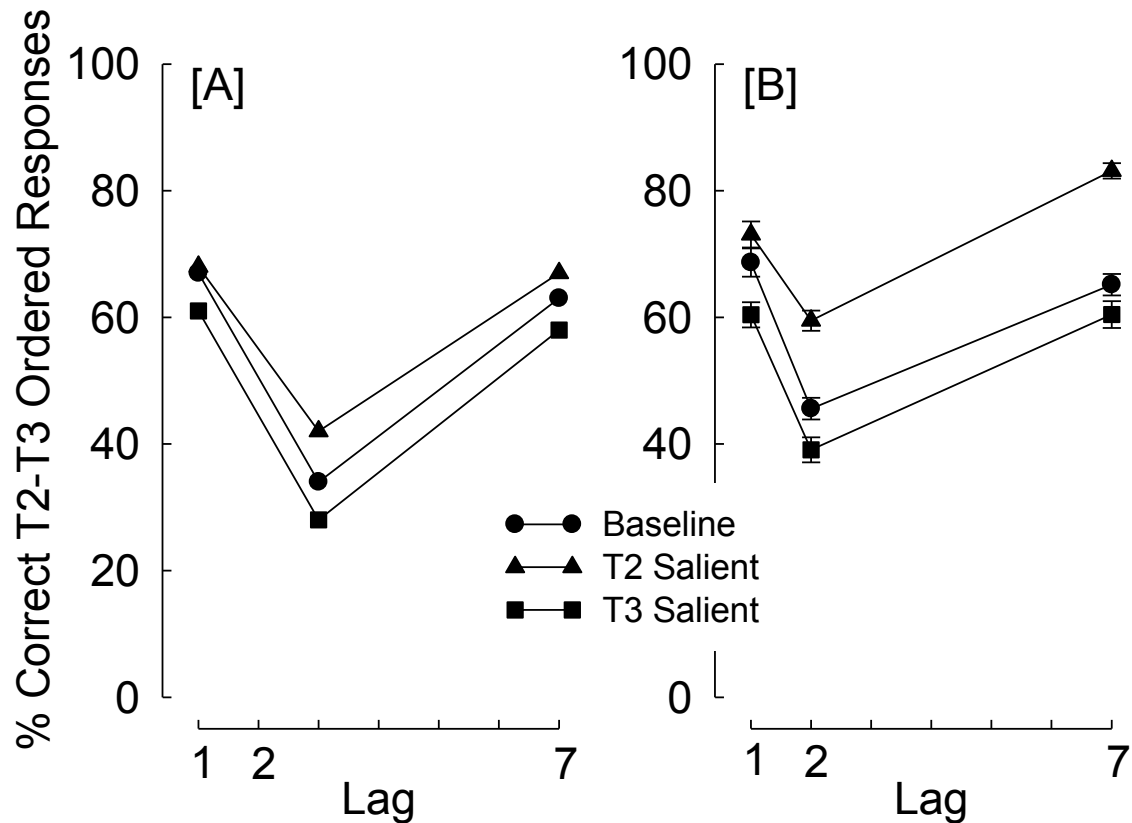 % Correct T2-T3 Ordered Responses
[A]
100
80
60
40
20
0
1 2 7
Lag
[B]
100
80
60
40
0
1 2 7
Lag
Baseline
T2 Salient
T3 Salient